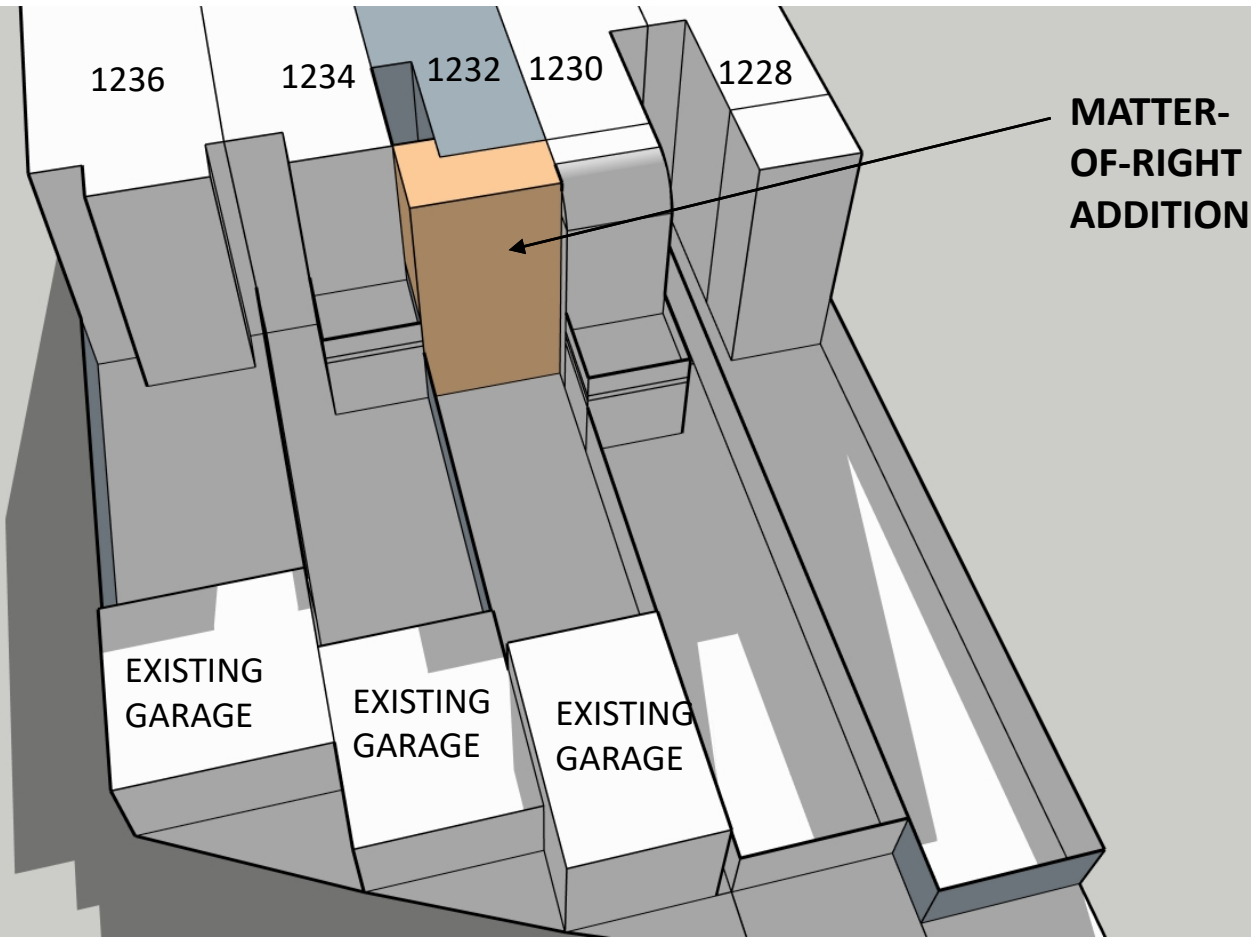 1236
1234
1232
1230
1228
MATTER-
OF-RIGHT
ADDITION
EXISTING
GARAGE
EXISTING
GARAGE
EXISTING
GARAGE